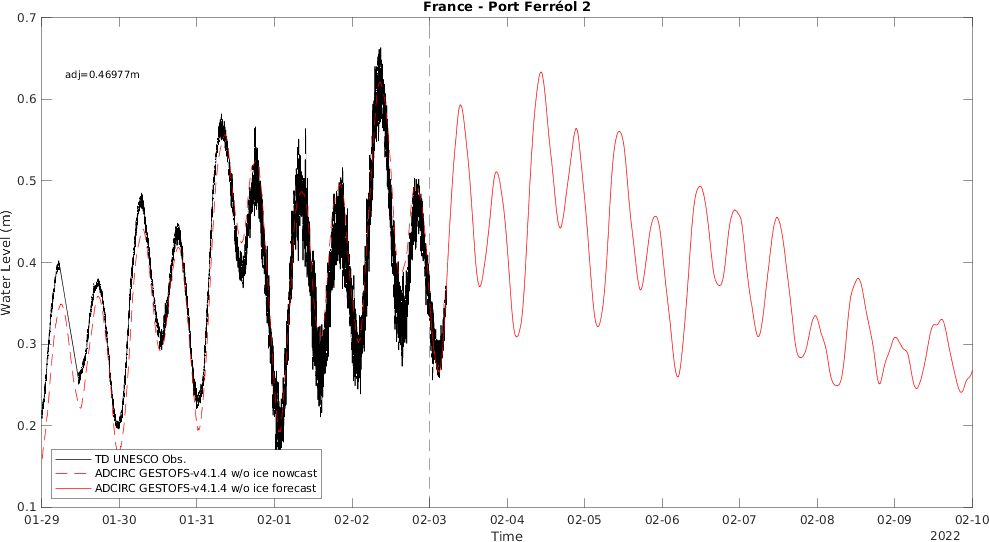 France - Port Ferréol 2
0.7
0.6
0.5
0.4
0.3
0.2
0.1
Water Level (m)
adj=0.46977m
TD UNESCO Obs.
ADCIRC GESTOFS-v4.1.4 w/o ice nowcast
ADCIRC GESTOFS-v4.1.4 w/o ice forecast
01-29 01-30 01-31 02-01 02-02 02-03 02-04 02-05 02-06 02-07 02-08 02-09 02-10
Time
2022